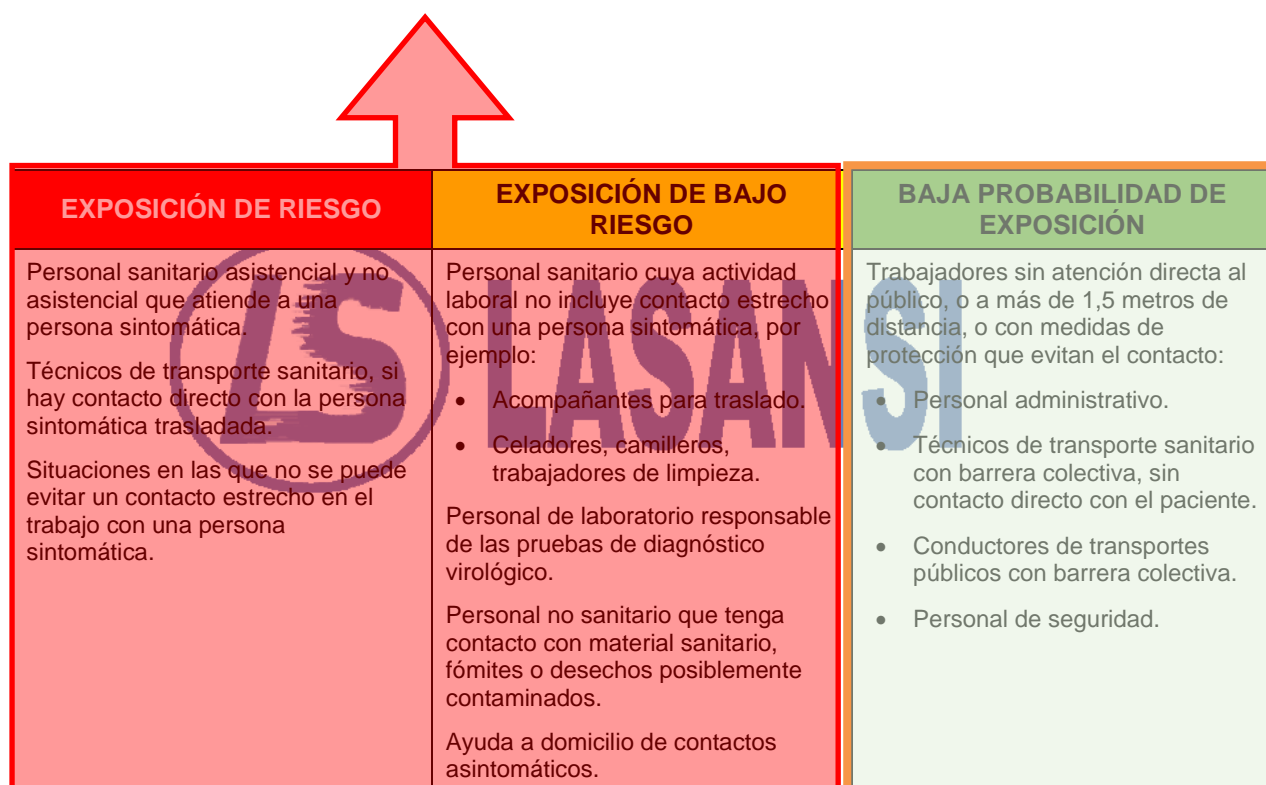 EXPOSICIÓN DE RIESGO
Personal sanitario asistencial y no
asistencial que atiende a una
persona sintomática.
Técnicos de transporte sanitario, si
hay contacto directo con la persona
sintomática trasladada.
Situaciones en las que no se puede
evitar un contacto estrecho en el
trabajo con una persona
sintomática.
EXPOSICIÓN DE BAJO
RIESGO
Personal sanitario cuya actividad
laboral no incluye contacto estrecho
con una persona sintomática, por
ejemplo:
• Acompañantes para traslado.
• Celadores, camilleros,
trabajadores de limpieza.
Personal de laboratorio responsable
de las pruebas de diagnóstico
virológico.
Personal no sanitario que tenga
contacto con material sanitario,
fómites o desechos posiblemente
contaminados.
Ayuda a domicilio de contactos
asintomáticos.
BAJA PROBABILIDAD DE
EXPOSICIÓN
Trabajadores sin atención directa al
público, o a más de 1,5 metros de
distancia, o con medidas de
protección que evitan el contacto:
• Personal administrativo.
• Técnicos de transporte sanitario
con barrera colectiva, sin
contacto directo con el paciente.
• Conductores de transportes
públicos con barrera colectiva.
• Personal de seguridad.
LS LASANSI